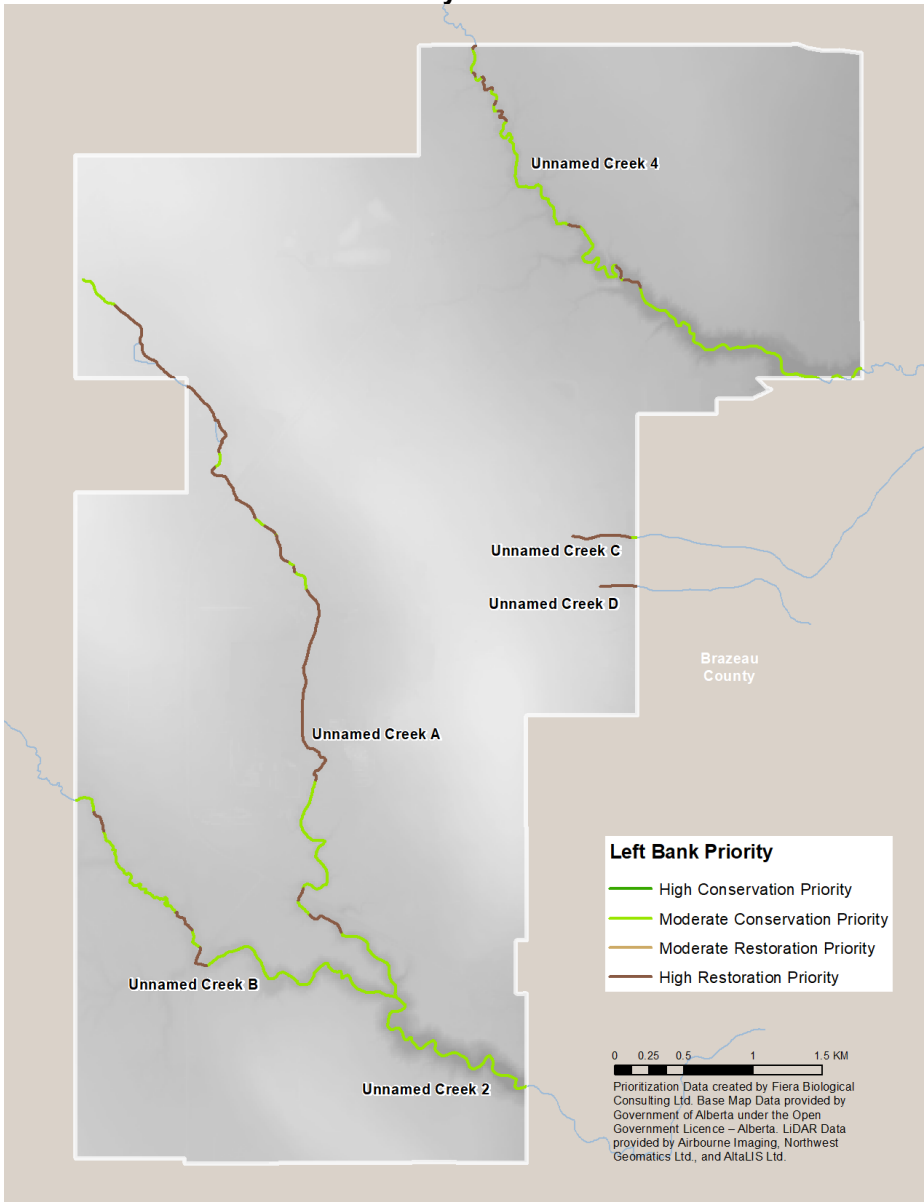 Unnamed Creek 4
Unnamed Creek C
Unnamed Creek D
Brazeau
County
Unnamed Creek A
Left Bank Priority
High Conservation Priority
Moderate Conservation Priority
Moderate Restoration Priority
High Restoration Priority
Unnamed Creek B
Unnamed Creek 2
0 0.25 0.5 1 1.5 KM
Prioritization Data created by Fiera Biological
Consulting Ltd. Base Map Data provided by
Government of Alberta under the Open
Government Licence – Alberta. LiDAR Data
provided by Airbourne Imaging, Northwest
Geomatics Ltd., and AltaLIS Ltd.